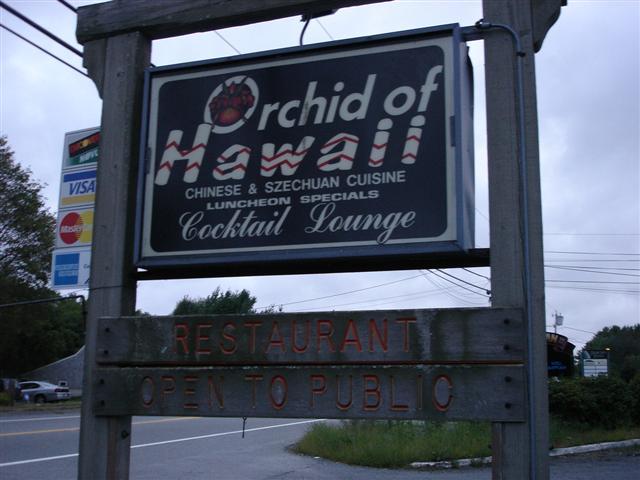 Orchid of
Hawaii
CHINESE & SZECHUAN CUISINE
LUNCHEON SPECIALS
Cocktail Lounge
VISA
RESTAURANT
OPEN TO PUBLIC